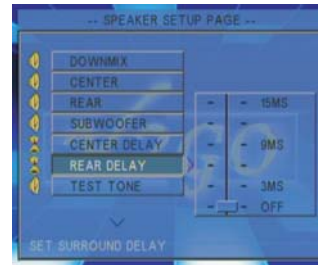 -- SPEAKER SETUP PAGE --
DOWNMIX
CENTER
REAR
SUBWOOFER
CENTER DELAY
REAR DELAY
TEST TONE
- - 15MS
- -
- - 9MS
- -
- - 3MS
- - OFF
SET SURROUND DELAY